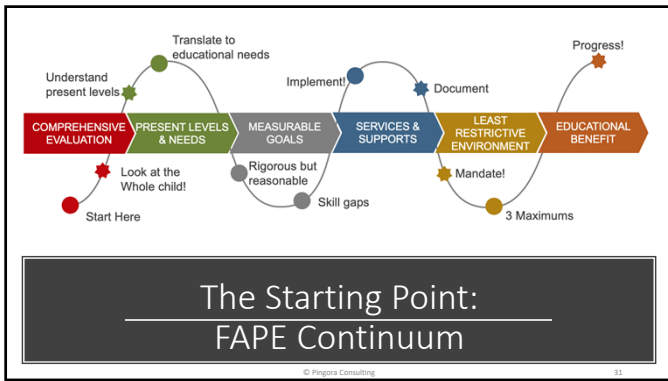 Translate to
educational needs
Progress!
Understand
present levels
Implement!
Document
COMPREHENSIVE
EVALUATION
PRESENT LEVELS
& NEEDS
MEASURABLE
GOALS
SERVICES &
SUPPORTS
LEAST
RESTRICTIVE
ENVIRONMENT
EDUCATIONAL
BENEFIT
Look at the
Whole child!
Rigorous but
reasonable
Mandate!
Start Here
Skill gaps
3 Maximums
The Starting Point:
FAPE Continuum
© Pingora Consulting
31